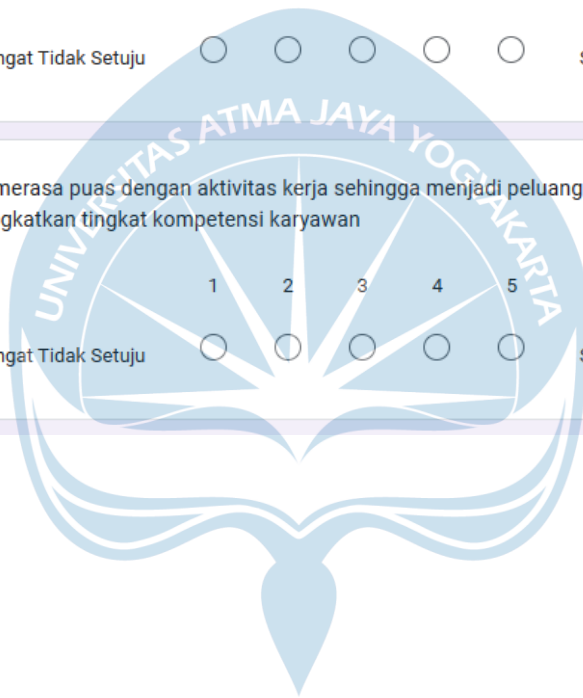 ngat Tidak Setuju
UNIVERSITAS ATMA JAYA YOGYAKARTA
merasa puas dengan aktivitas kerja sehingga menjadi peluang
gkatkan tingkat kompetensi karyawan
1 2 3 4 5
ngat Tidak Setuju